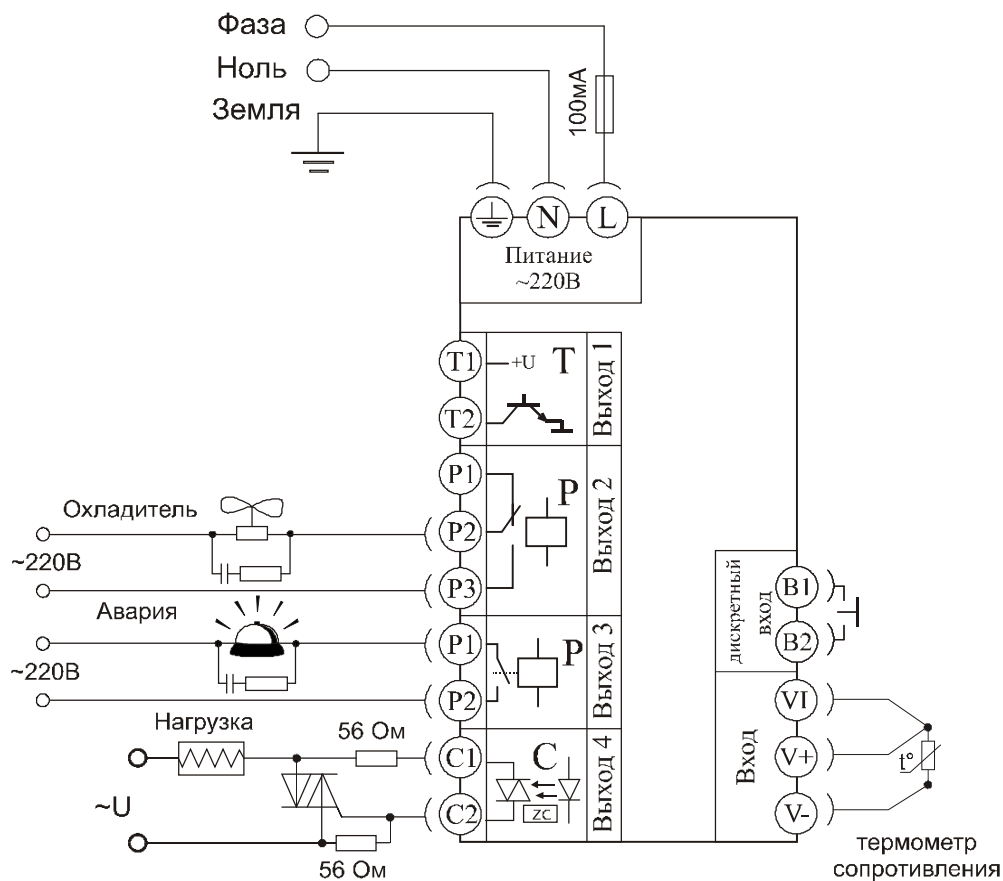 Фаза
Ноль
Земля
100мА
N
L
Питание
~220В
T1
+U
T
T2
Выход 1
P1
P2
P3
P
Выход 2
Охладитель
~220В
Авария
~220В
P1
P2
P
Выход 3
Нагрузка
56 Ом
~U
56 Ом
C1
C2
C
ZC
Выход 4
дискретный
вход
B1
B2
Вход
VI
V+
V-
t°
термометр
сопротивления